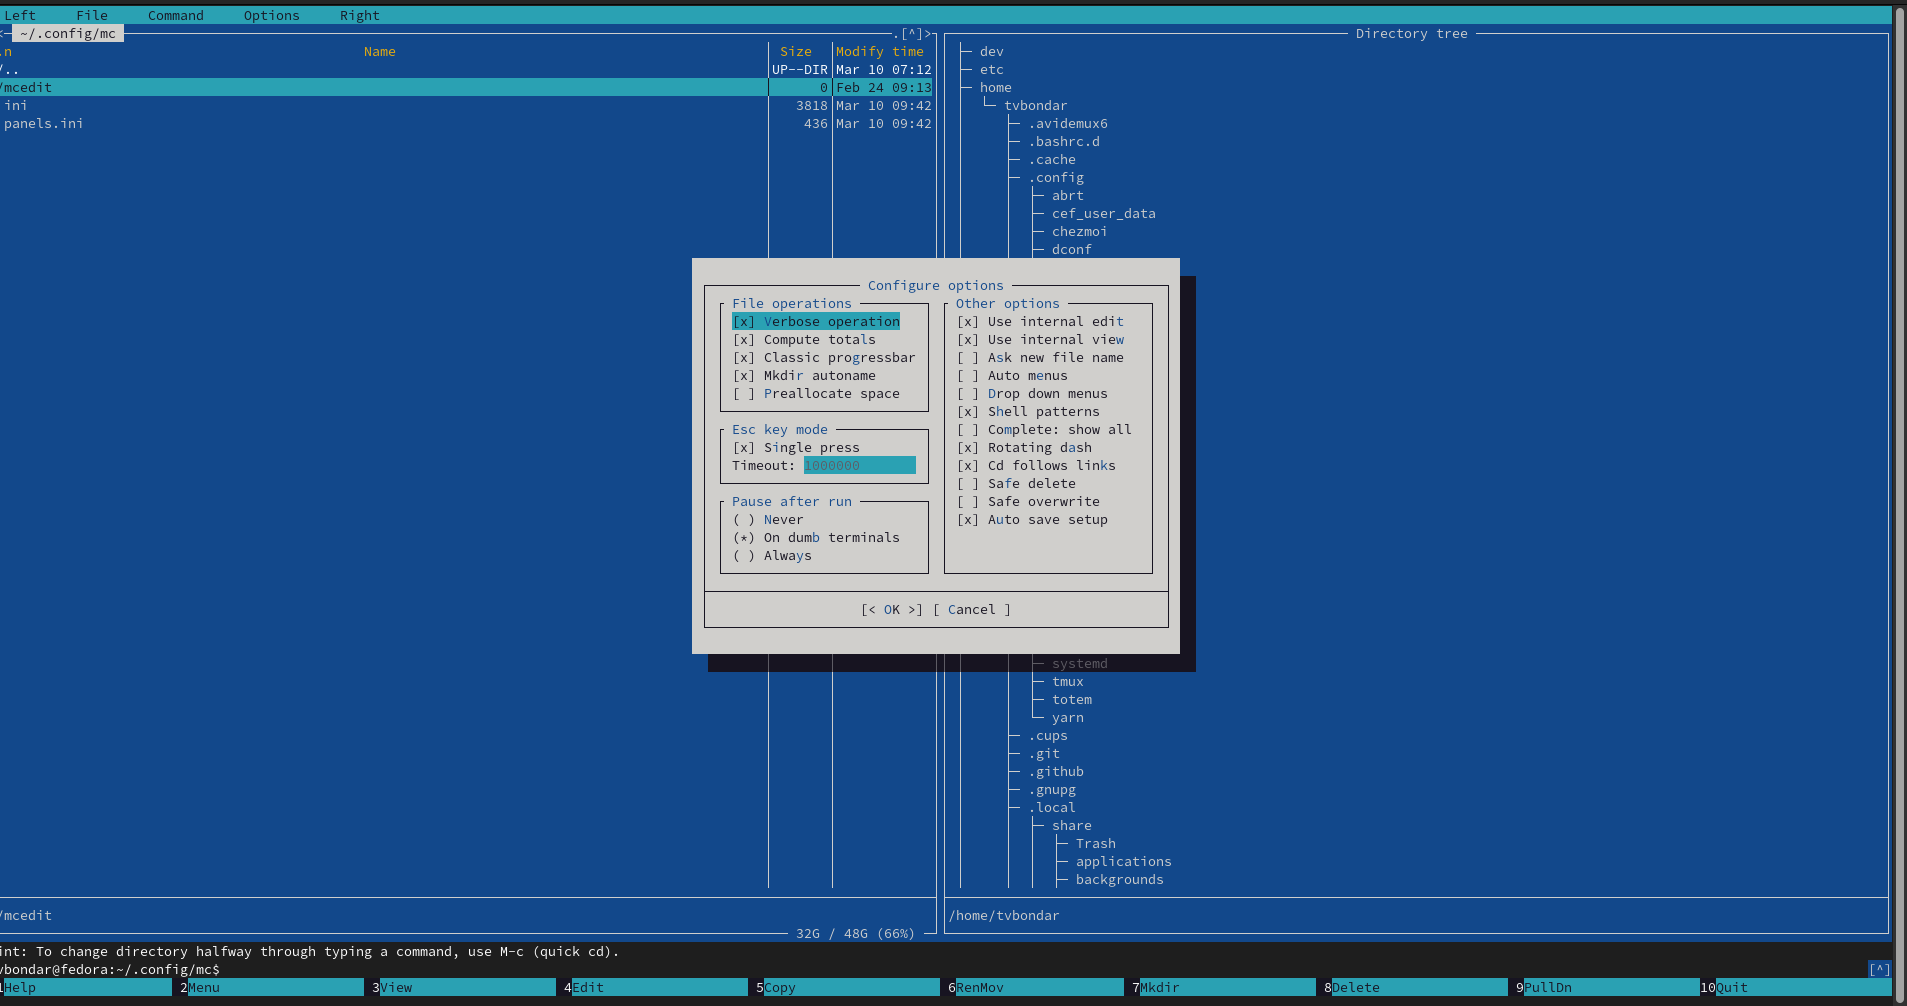 Left File Command Options Right
<─ ~/.config/mc ─.[^]>
.n Name Size Modify time
/.. UP--DIR Mar 10 07:12
/mcedit 0 Feb 24 09:13
ini 3818 Mar 10 09:42
panels.ini 436 Mar 10 09:42
/mcedit
32G / 48G (66%)
Directory tree
dev
etc
home
tvbondar
.avidemux6
.bashrc.d
.cache
.config
abrt
cef_user_data
chezmoi
dconf
systemd
tmux
totem
yarn
.cups
.git
.github
.gnupg
.local
share
Trash
applications
backgrounds
/home/tvbondar
Configure options
File operations
[x] Verbose operation
[x] Compute totals
[x] Classic progressbar
[x] Mkdir autoname
[ ] Preallocate space
Esc key mode
[x] Single press
Timeout: 1000000
Pause after run
( ) Never
(*) On dumb terminals
( ) Always
Other options
[x] Use internal edit
[x] Use internal view
[ ] Ask new file name
[ ] Auto menus
[ ] Drop down menus
[x] Shell patterns
[ ] Complete: show all
[x] Rotating dash
[x] Cd follows links
[ ] Safe delete
[ ] Safe overwrite
[x] Auto save setup
[< OK >] [ Cancel ]
int: To change directory halfway through typing a command, use M-c (quick cd).
vbondar@fedora:~/.config/mc$ [^]
1Help 2Menu 3View 4Edit 5Copy 6RenMov 7Mkdir 8Delete 9PullDn 10Quit